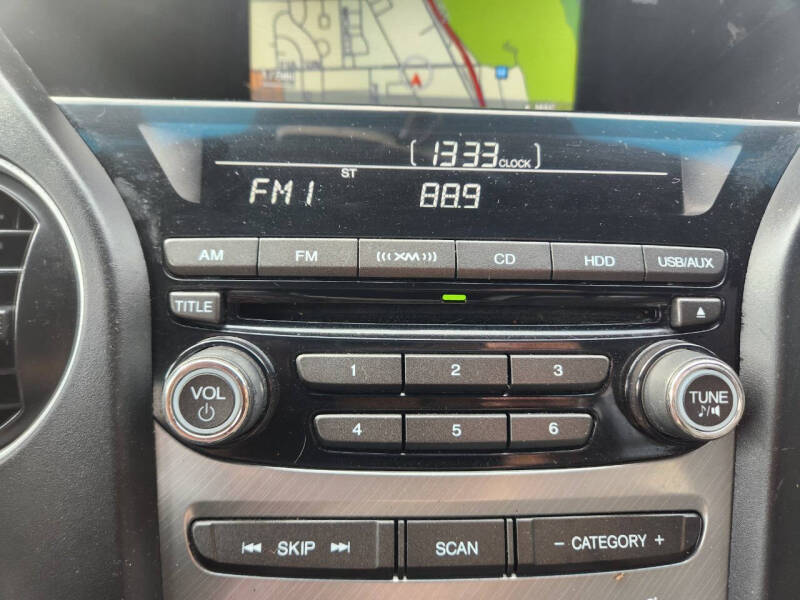 1333 CLOCK
ST
FM1 88.9
AM FM XM CD HDD USB/AUX
TITLE
1 2 3
VOL TUNE
4 5 6
SKIP SCAN - CATEGORY +